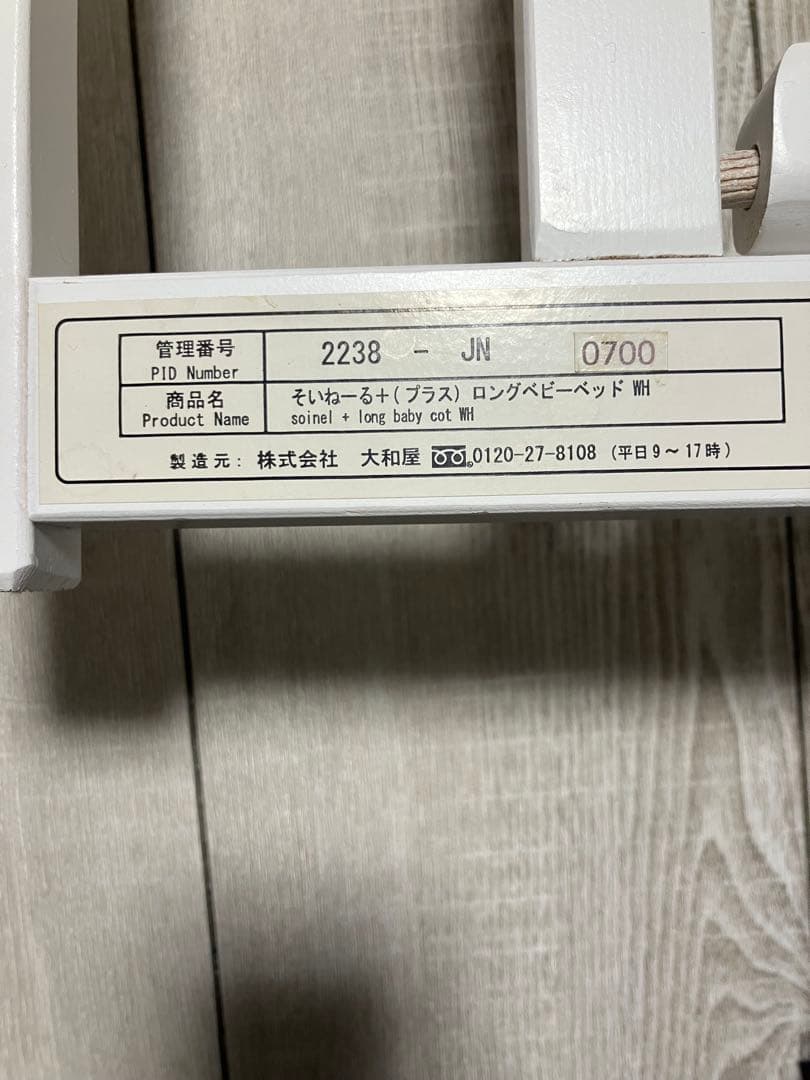 管理番号 2238 - JN 0700
PID Number
商品名 そいねーる+(プラス) ロングベビーベッド WH
Product Name soinel + long baby cot WH
製造元: 株式会社 大和屋 0120-27-8108 (平日9~17時)